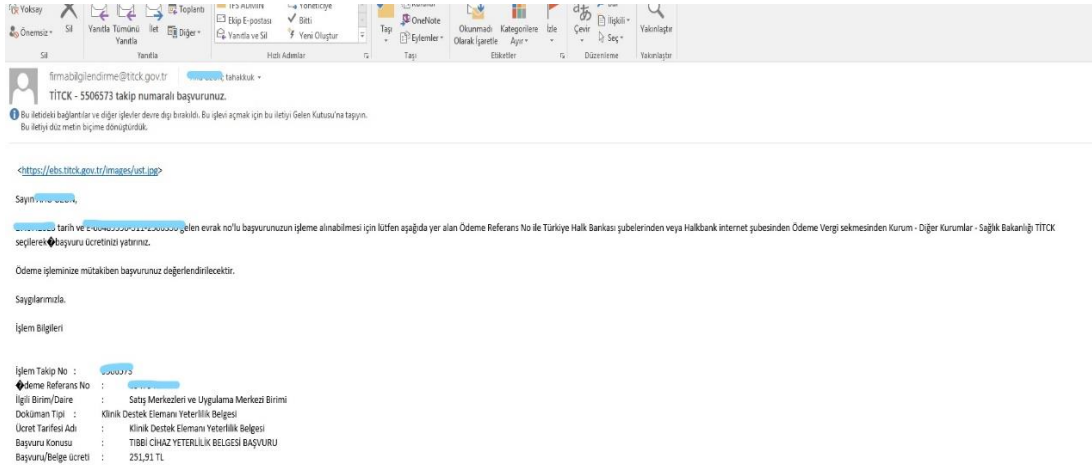 Yoksay
Önemsiz
Sil
Yanıtla Tümünü Yanıtla İlet
Toplantı
Diğer
Ekip E-postası
Yanıtla ve Sil
Yöneticiye
Bitti
Yeni Oluştur
Taşı
OneNote
Eylemler
Okunmadı Olarak İşaretle
Kategorilere Ayır
İzle
Çevir
İlişkili
Seç
Yakınlaştır
Sil Yanıtla Hızlı Adımlar Taşı Etiketler Düzenleme Yakınlaştır
firmabilgilendirme@titck.gov.tr tahakkuk
TİTCK - 5506573 takip numaralı başvurunuz.
Bu iletideki bağlantılar ve diğer işlevler devre dışı bırakıldı. Bu işlevi açmak için bu iletiyi Gelen Kutusu'na taşıyın.
Bu iletiyi düz metin biçime dönüştürdük.
<https://ebs.titck.gov.tr/images/ust.jpg>
Sayın
tarih ve gelen evrak no'lu başvurunuzun işleme alınabilmesi için lütfen aşağıda yer alan Ödeme Referans No ile Türkiye Halk Bankası şubelerinden veya Halkbank internet şubesinden Ödeme Vergi sekmesinden Kurum - Diğer Kurumlar - Sağlık Bakanlığı TİTCK
seçilerek�başvuru ücretinizi yatırınız.
Ödeme işleminize mütakiben başvurunuz değerlendirilecektir.
Saygılarımızla.
İşlem Bilgileri
İşlem Takip No :
�deme Referans No :
İlgili Birim/Daire : Satış Merkezleri ve Uygulama Merkezi Birimi
Doküman Tipi : Klinik Destek Elemanı Yeterlilik Belgesi
Ücret Tarifesi Adı : Klinik Destek Elemanı Yeterlilik Belgesi
Başvuru Konusu : TIBBİ CİHAZ YETERLİLİK BELGESİ BAŞVURU
Başvuru/Belge ücreti : 251,91 TL